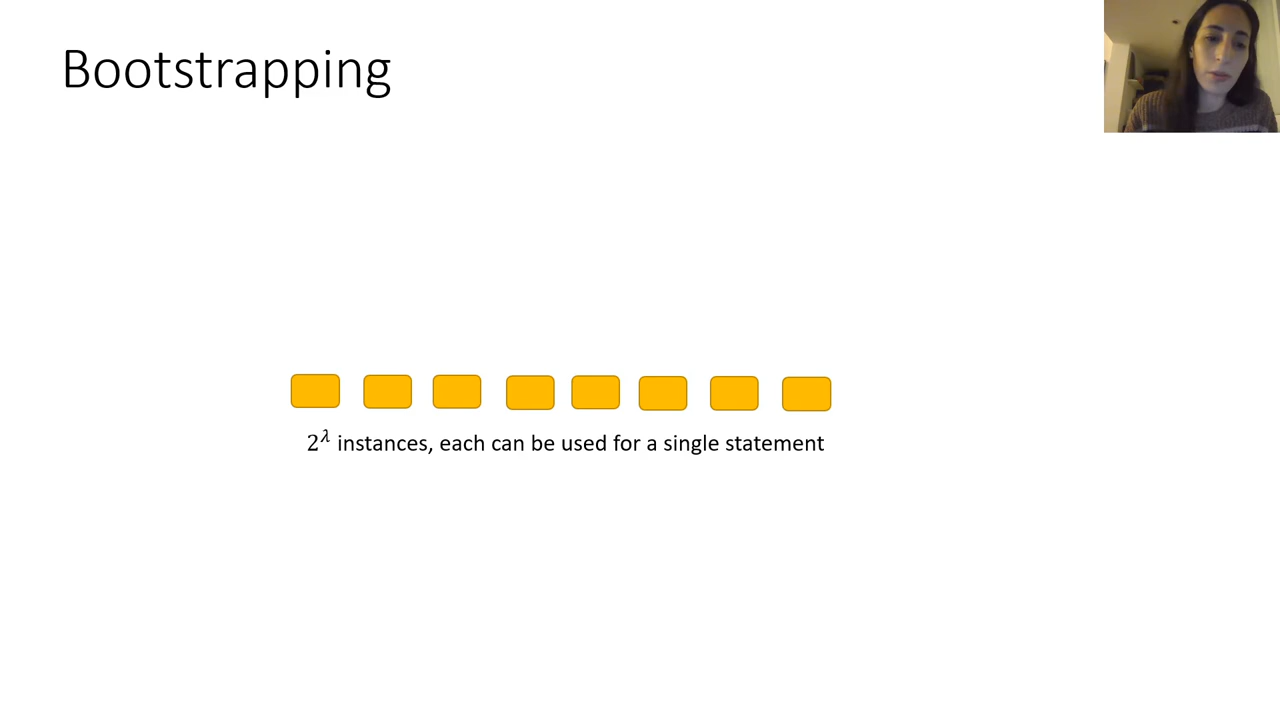 Bootstrapping
2^λ instances, each can be used for a single statement